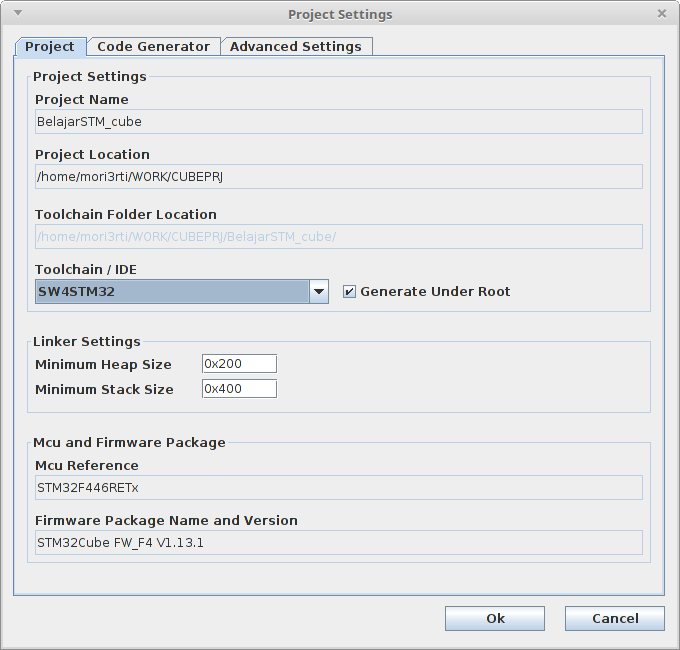 Project Settings
Project
Code Generator
Advanced Settings
Project Settings
Project Name
BelajarSTM_cube
Project Location
/home/mori3rti/WORK/CUBEPRJ
Toolchain Folder Location
/home/mori3rti/WORK/CUBEPRJ/BelajarSTM_cube/
Toolchain / IDE
SW4STM32
Generate Under Root
Linker Settings
Minimum Heap Size
0x200
Minimum Stack Size
0x400
Mcu and Firmware Package
Mcu Reference
STM32F446RETx
Firmware Package Name and Version
STM32Cube FW_F4 V1.13.1
Ok
Cancel